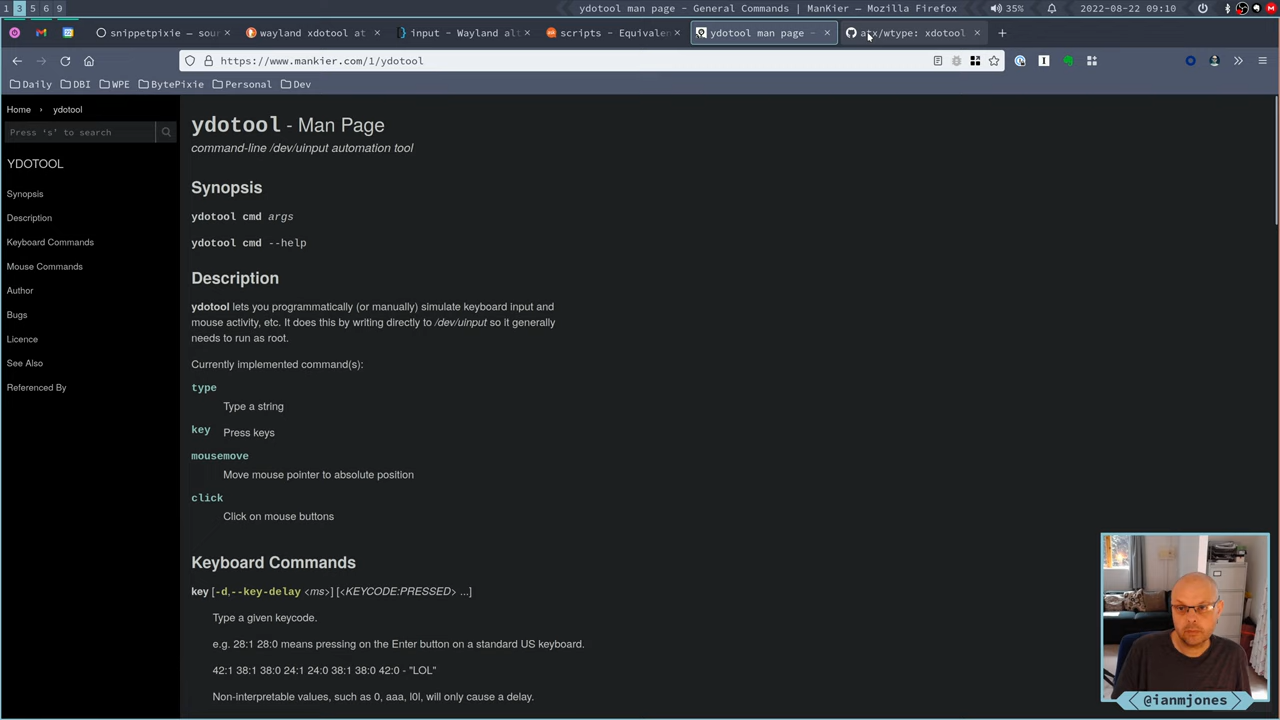 1 3 5 6 9
ydotool man page - General Commands | ManKier — Mozilla Firefox
35%
2022-08-22 09:10
snippetpixie — sour
wayland xdotool at
input - Wayland alt
scripts - Equivalen
ydotool man page -
atx/wtype: xdotool
https://www.mankier.com/1/ydotool
Daily
DBI
WPE
BytePixie
Personal
Dev
Home › ydotool
Press 's' to search
YDOTOOL
Synopsis
Description
Keyboard Commands
Mouse Commands
Author
Bugs
Licence
See Also
Referenced By
ydotool - Man Page
command-line /dev/uinput automation tool
Synopsis
ydotool cmd args
ydotool cmd --help
Description
ydotool lets you programmatically (or manually) simulate keyboard input and
mouse activity, etc. It does this by writing directly to /dev/uinput so it generally
needs to run as root.
Currently implemented command(s):
type
Type a string
key
Press keys
mousemove
Move mouse pointer to absolute position
click
Click on mouse buttons
Keyboard Commands
key [-d,--key-delay <ms>] [<KEYCODE:PRESSED> ...]
Type a given keycode.
e.g. 28:1 28:0 means pressing on the Enter button on a standard US keyboard.
42:1 38:1 38:0 24:1 24:0 38:1 38:0 42:0 - "LOL"
Non-interpretable values, such as 0, aaa, l0l, will only cause a delay.
@ianmjones